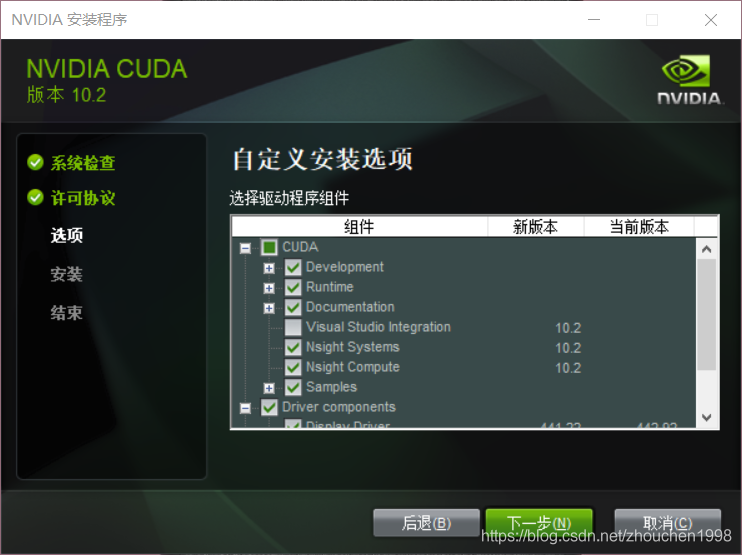 NVIDIA 安装程序
NVIDIA CUDA
版本 10.2
NVIDIA.
系统检查
许可协议
选项
安装
结束
自定义安装选项
选择驱动程序组件
组件 新版本 当前版本
CUDA
Development
Runtime
Documentation
Visual Studio Integration 10.2
Nsight Systems 10.2
Nsight Compute 10.2
Samples
Driver components
Display Driver
后退(B) 下一步(N) 取消(C)
https://blog.csdn.net/zhouchen1998